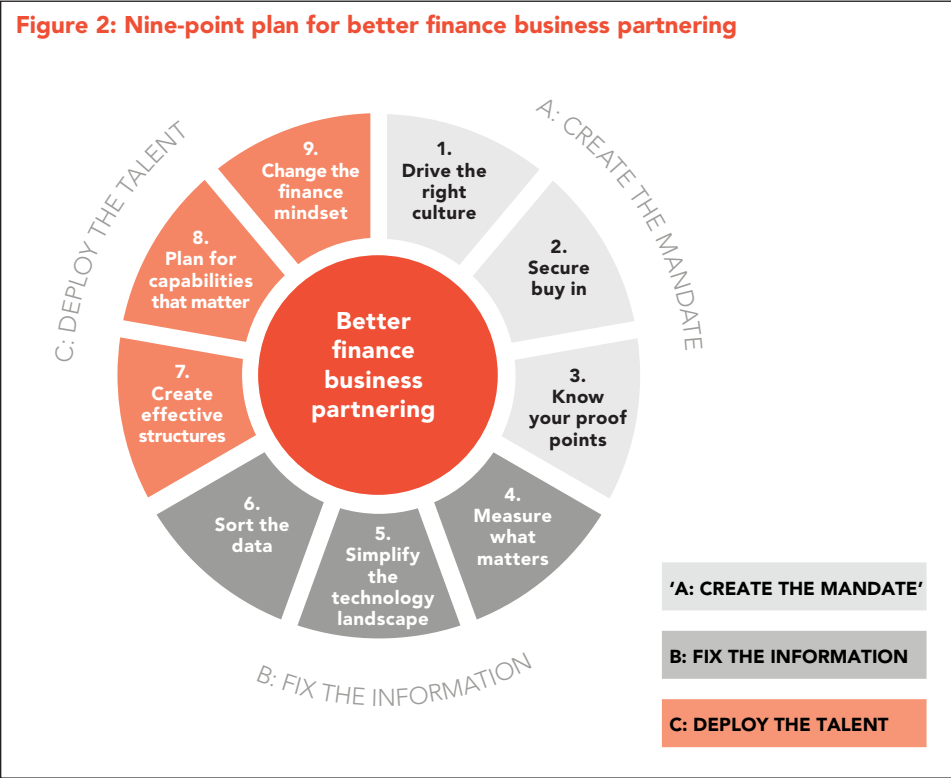 Figure 2: Nine-point plan for better finance business partnering
A: CREATE THE MANDATE
1.
Drive the
right
culture
2.
Secure
buy in
3.
Know
your proof
points
4.
Measure
what
matters
5.
Simplify
the
technology
landscape
6.
Sort the
data
B: FIX THE INFORMATION
7.
Create
effective
structures
8.
Plan for
capabilities
that matter
9.
Change the
finance
mindset
C: DEPLOY THE TALENT
Better
finance
business
partnering
'A: CREATE THE MANDATE'
B: FIX THE INFORMATION
C: DEPLOY THE TALENT